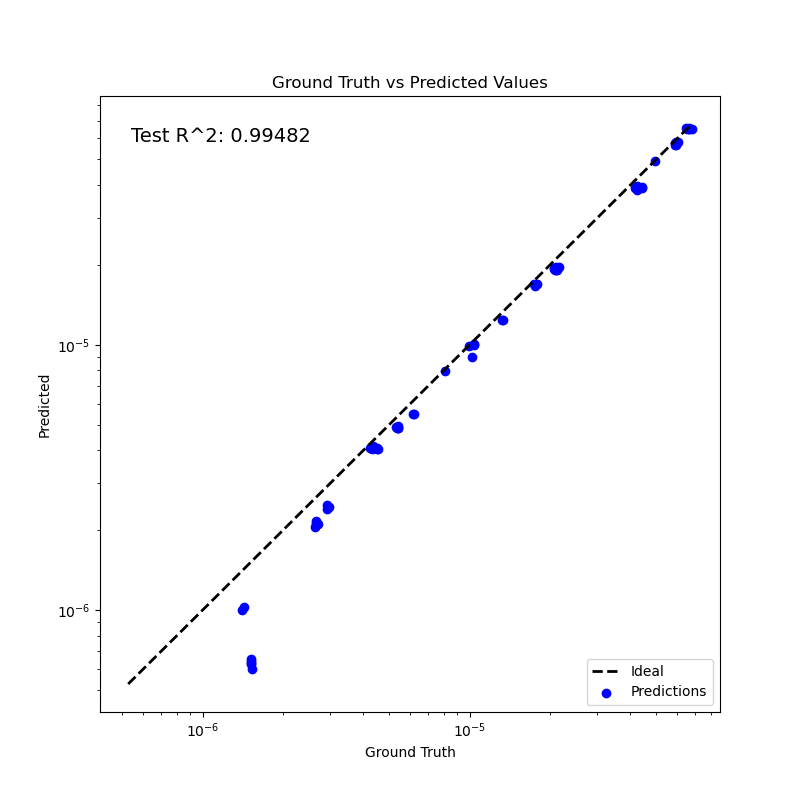 Ground Truth vs Predicted Values
Test R^2: 0.99482
Predicted
10⁻⁵
10⁻⁶
10⁻⁶
10⁻⁵
Ground Truth
Ideal
Predictions